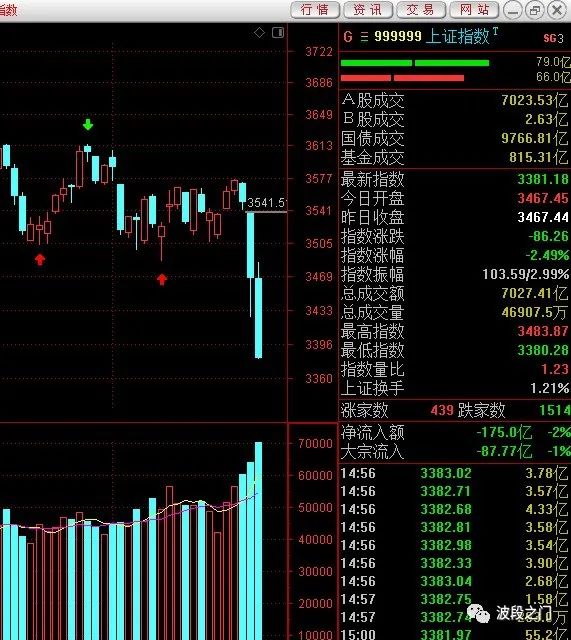 指数
行情 资讯 交易 网站
G 三 999999 上证指数 T SG3
79.0亿
66.0亿
A股成交 7023.53亿
B股成交 2.63亿
国债成交 9766.81亿
基金成交 815.31亿
最新指数 3381.18
今日开盘 3467.45
昨日收盘 3467.44
指数涨跌 -86.26
指数涨幅 -2.49%
指数振幅 103.59/2.99%
总成交额 7027.41亿
总成交量 46907.5万
最高指数 3483.87
最低指数 3380.28
指数量比 1.23
上证换手 1.21%
涨家数 439 跌家数 1514
净流入额 -175.0亿 -2%
大宗流入 -87.77亿 -1%
14:56 3383.02 3.78亿
14:56 3382.71 3.57亿
14:56 3382.68 4.33亿
14:56 3382.81 3.58亿
14:56 3382.98 3.54亿
14:56 3382.33 3.90亿
14:56 3383.04 2.68亿
14:57 3382.75 1.58亿
14:57 3382.74
15:00 3381.97 55.2亿
波段之门
3722
3686
3649
3613
3577
3541
3505
3469
3433
3396
3360
3541.5
70000
60000
50000
40000
30000
20000
10000